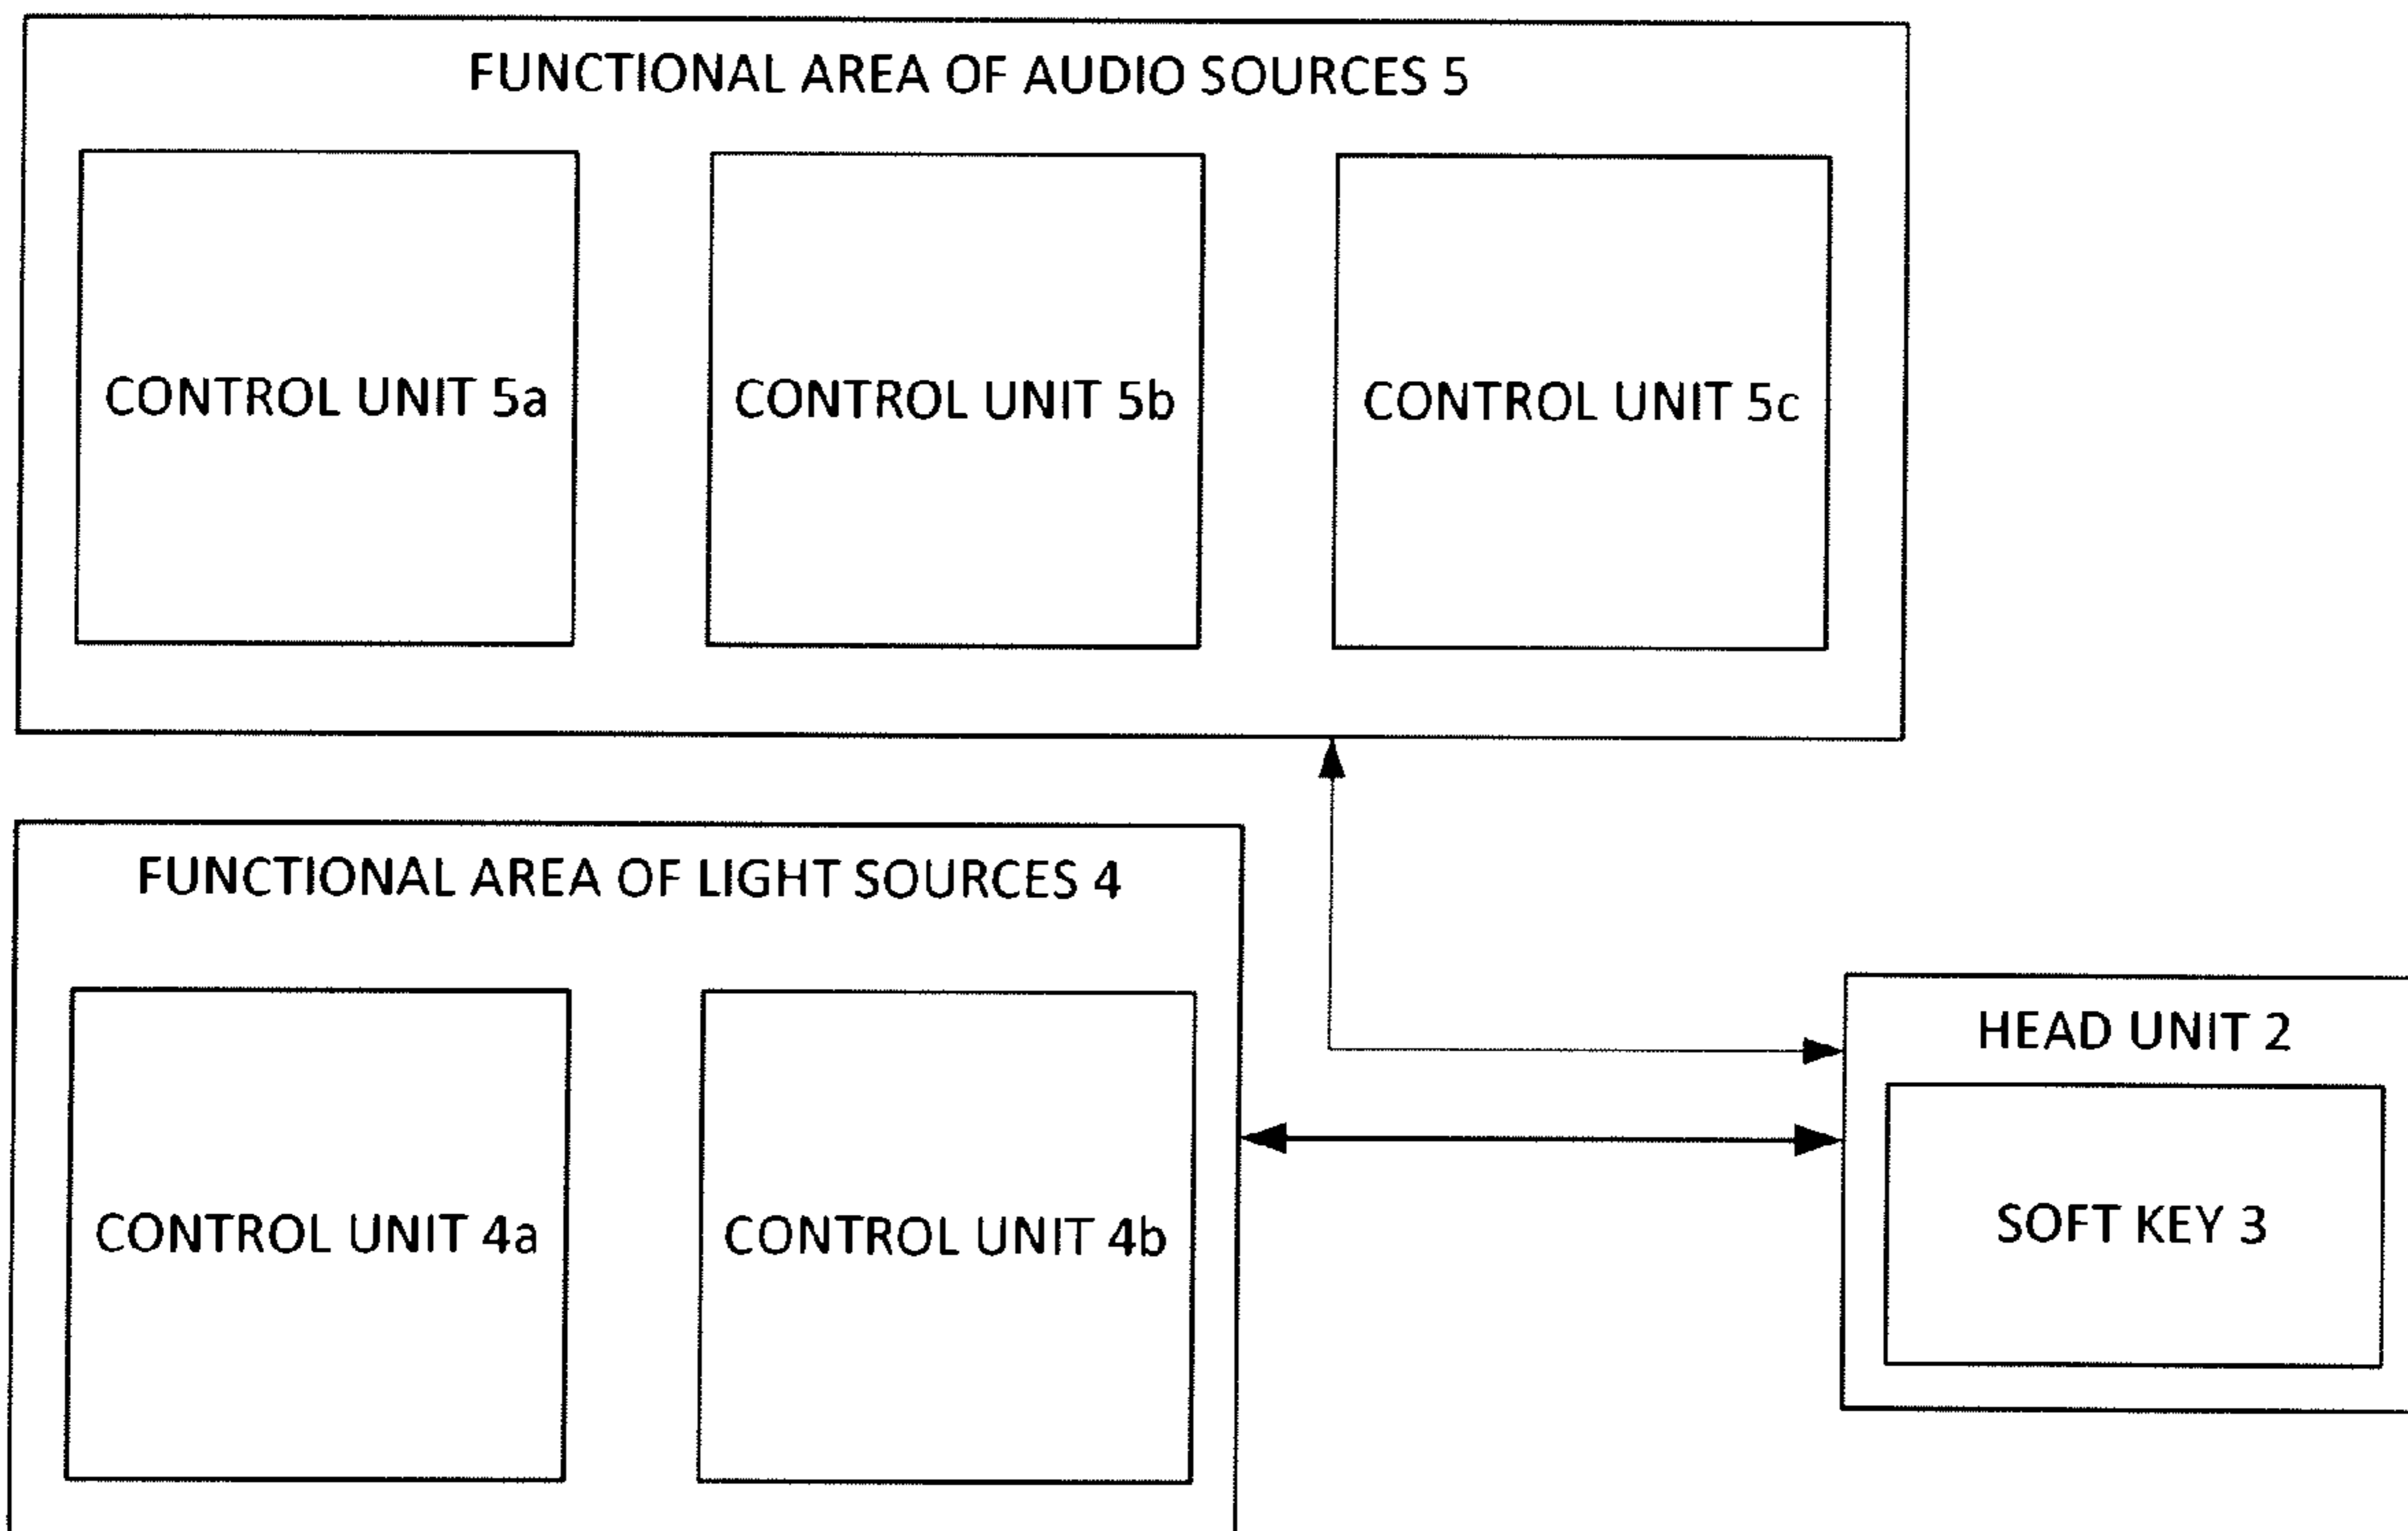 FUNCTIONAL AREA OF AUDIO SOURCES 5
CONTROL UNIT 5a
CONTROL UNIT 5b
CONTROL UNIT 5c
FUNCTIONAL AREA OF LIGHT SOURCES 4
CONTROL UNIT 4a
CONTROL UNIT 4b
HEAD UNIT 2
SOFT KEY 3